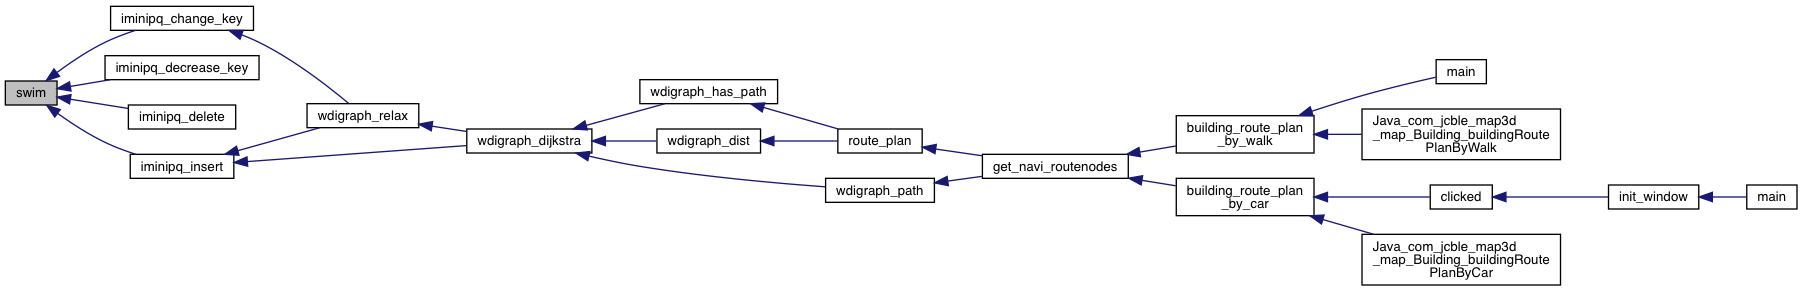 swim
iminipq_change_key
iminipq_decrease_key
iminipq_delete
iminipq_insert
wdigraph_relax
wdigraph_dijkstra
wdigraph_has_path
wdigraph_dist
wdigraph_path
route_plan
get_navi_routenodes
building_route_plan
_by_walk
building_route_plan
_by_car
main
Java_com_jcble_map3d
_map_Building_buildingRoute
PlanByWalk
clicked
Java_com_jcble_map3d
_map_Building_buildingRoute
PlanByCar
init_window
main